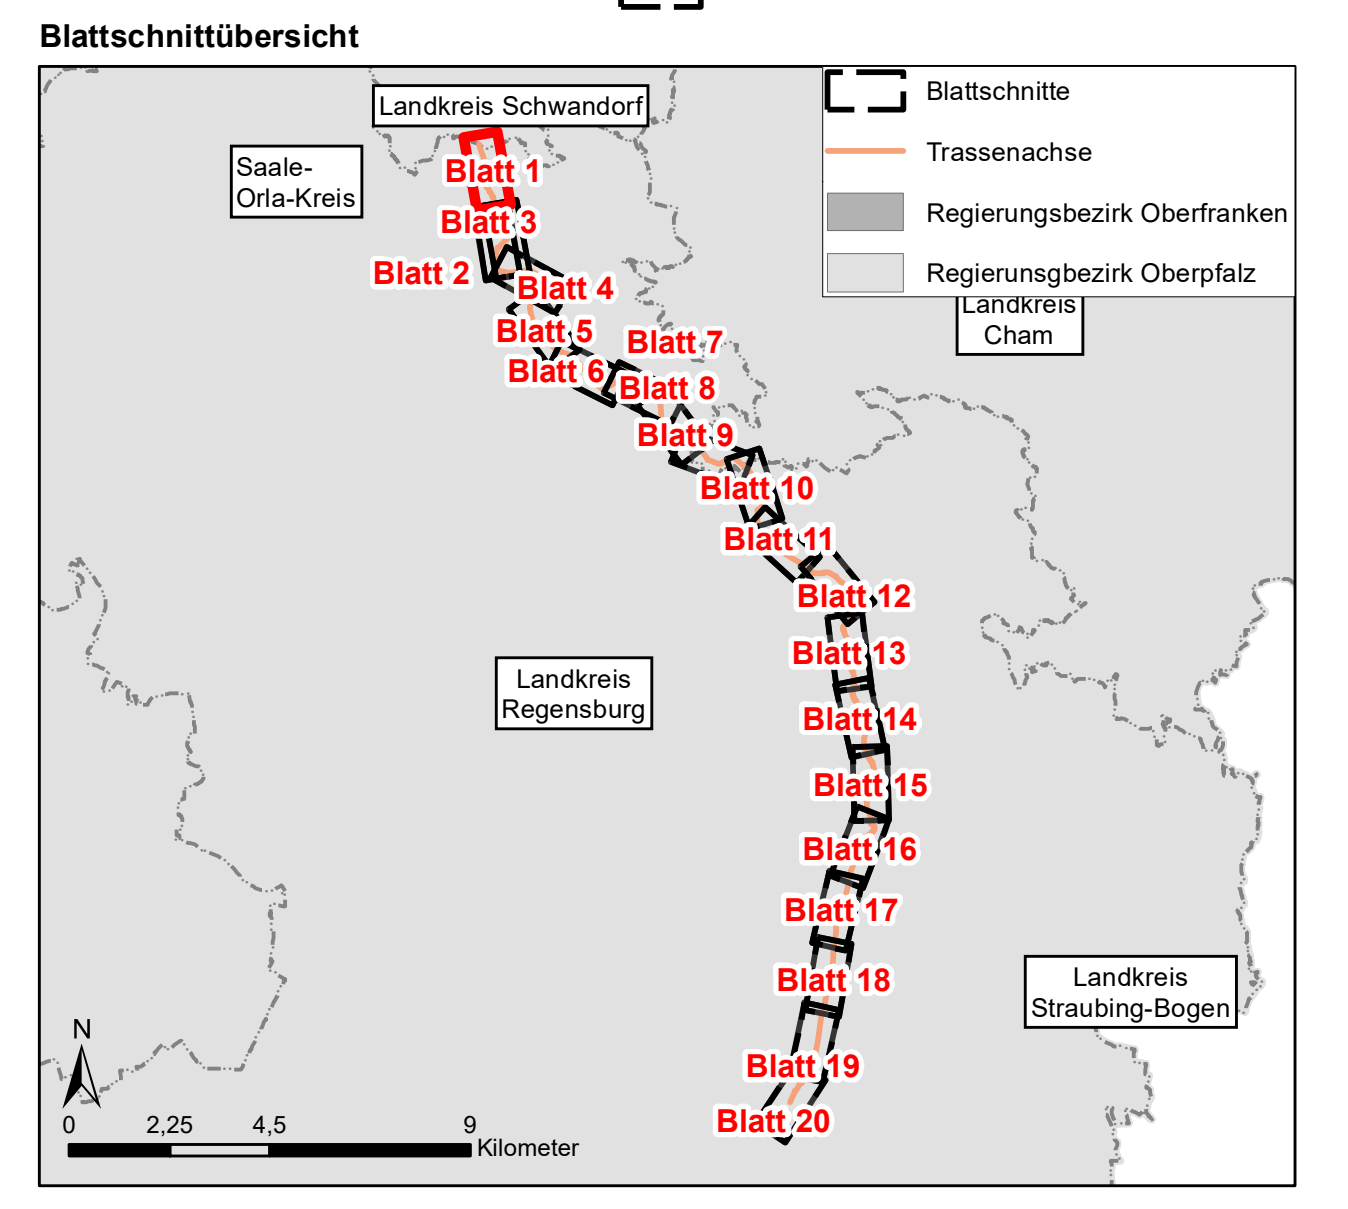 Blattschnittübersicht
Landkreis Schwandorf
Saale-
Orla-Kreis
Blattschnitte
Trassenachse
Regierungsbezirk Oberfranken
Regierunsgbezirk Oberpfalz
Landkreis
Cham
Blatt 1
Blatt 3
Blatt 2
Blatt 4
Blatt 5
Blatt 7
Blatt 6
Blatt 8
Blatt 9
Blatt 10
Blatt 11
Blatt 12
Blatt 13
Landkreis
Regensburg
Blatt 14
Blatt 15
Blatt 16
Blatt 17
Blatt 18
Landkreis
Straubing-Bogen
Blatt 19
Blatt 20
N
0 2,25 4,5 9
Kilometer